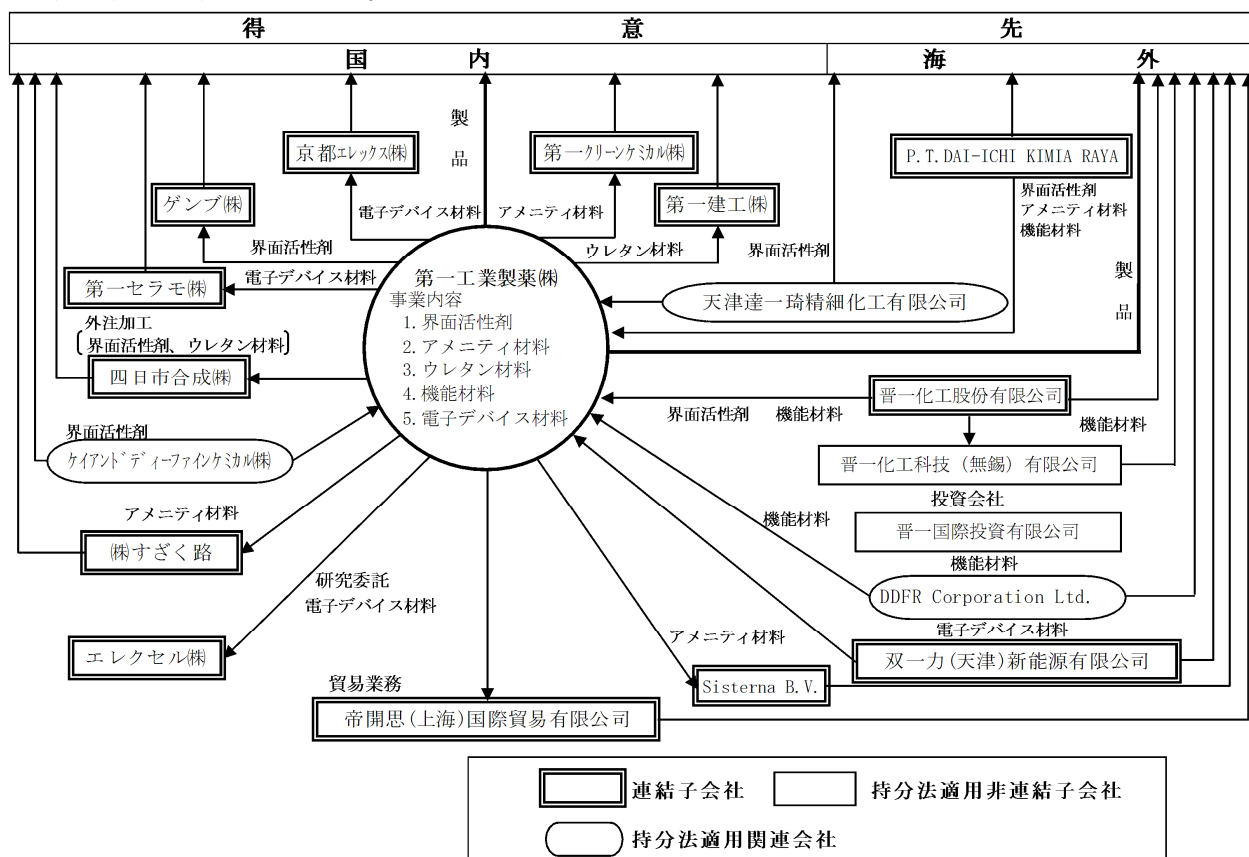 得意先
国内
海外
製品
京都エレックス㈱
第一クリーンケミカル㈱
P.T.DAI-ICHI KIMIA RAYA
ゲンブ㈱
第一建工㈱
電子デバイス材料
アメニティ材料
界面活性剤
アメニティ材料
機能材料
界面活性剤
ウレタン材料
界面活性剤
製品
第一セラモ㈱
電子デバイス材料
天津達一琦精細化工有限公司
第一工業製薬㈱
事業内容
1.界面活性剤
2.アメニティ材料
3.ウレタン材料
4.機能材料
5.電子デバイス材料
外注加工
界面活性剤、ウレタン材料
四日市合成㈱
晋一化工股份有限公司
界面活性剤
機能材料
機能材料
界面活性剤
ケイアンドディーファインケミカル㈱
晋一化工科技（無錫）有限公司
投資会社
晋一国際投資有限公司
アメニティ材料
㈱すざく路
機能材料
機能材料
DDFR Corporation Ltd.
研究委託
電子デバイス材料
エレクセル㈱
アメニティ材料
電子デバイス材料
双一力(天津)新能源有限公司
Sisterna B.V.
貿易業務
帝開思(上海)国際貿易有限公司
連結子会社
持分法適用非連結子会社
持分法適用関連会社